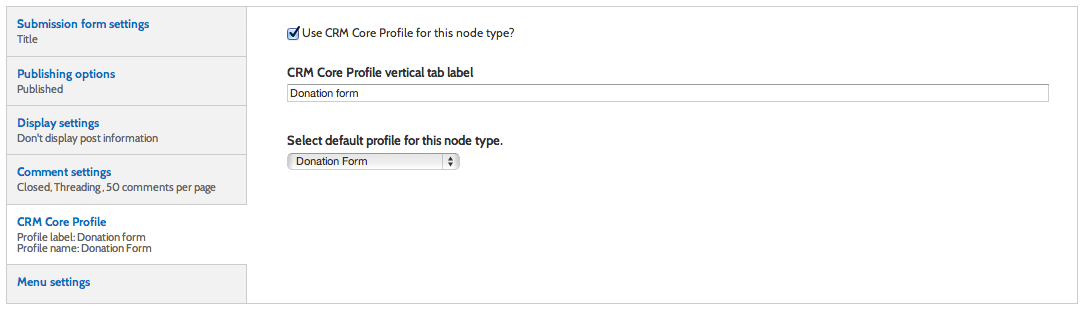 Submission form settings
Title
Publishing options
Published
Display settings
Don't display post information
Comment settings
Closed, Threading, 50 comments per page
CRM Core Profile
Profile label: Donation form
Profile name: Donation Form
Menu settings
Use CRM Core Profile for this node type?
CRM Core Profile vertical tab label
Donation form
Select default profile for this node type.
Donation Form